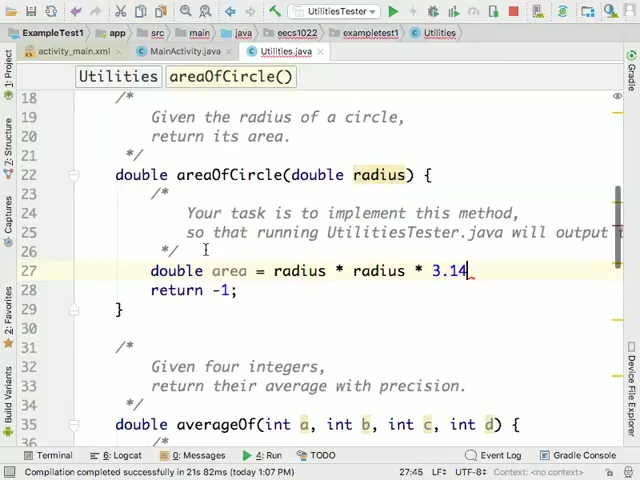 UtilitiesTester
ExampleTest1 app src main java eecs1022 exampletest1 Utilities
activity_main.xml MainActivity.java Utilities.java
Utilities areaOfCircle()
18 /*
19 Given the radius of a circle,
20 return its area.
21 */
22 double areaOfCircle(double radius) {
23 /*
24 Your task is to implement this method,
25 so that running UtilitiesTester.java will output
26 */
27 double area = radius * radius * 3.14
28 return -1;
29 }
30
31 /*
32 Given four integers,
33 return their average with precision.
34 */
35 double averageOf(int a, int b, int c, int d) {
36 /*
1: Project
7: Structure
Captures
2: Favorites
Build Variants
Gradle
Device File Explorer
Terminal 6: Logcat 0: Messages 4: Run TODO Event Log Gradle Console
Compilation completed successfully in 21s 82ms (today 1:07 PM) 27:45 LF÷ UTF-8÷ Context: <no context>